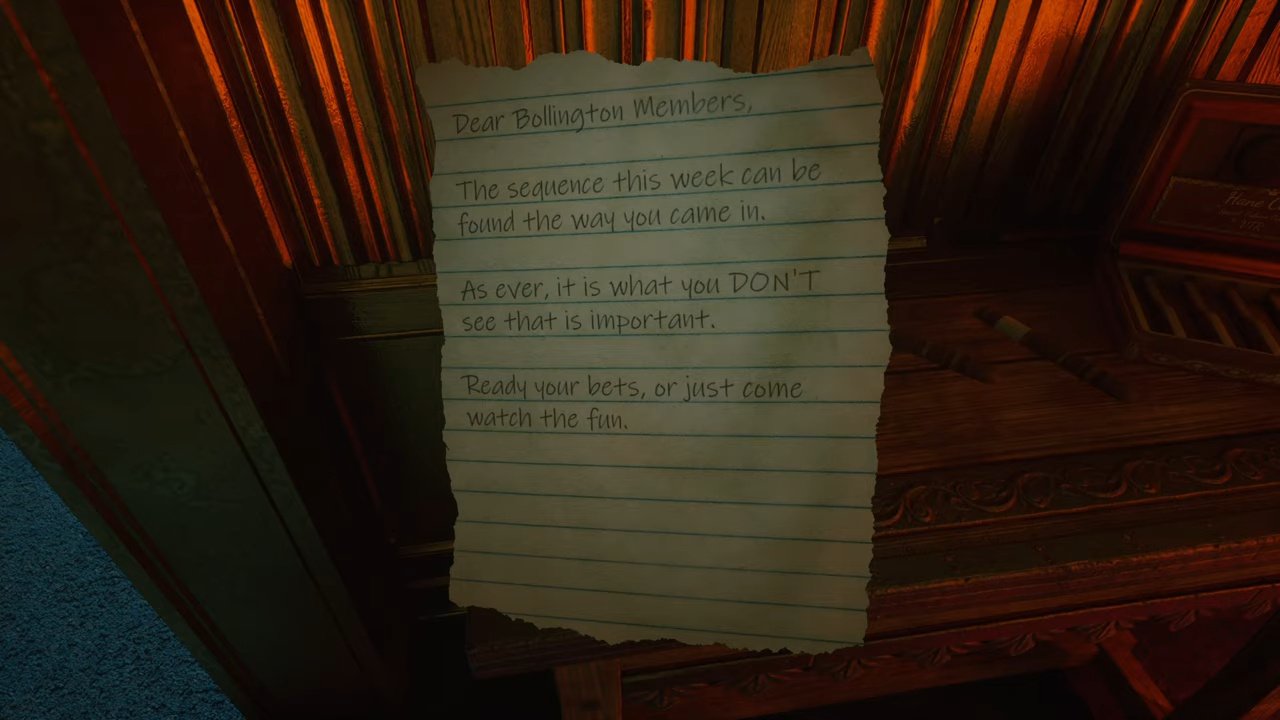 Dear Bollington Members,
The sequence this week can be
found the way you came in.
As ever, it is what you DON'T
see that is important.
Ready your bets, or just come
watch the fun.